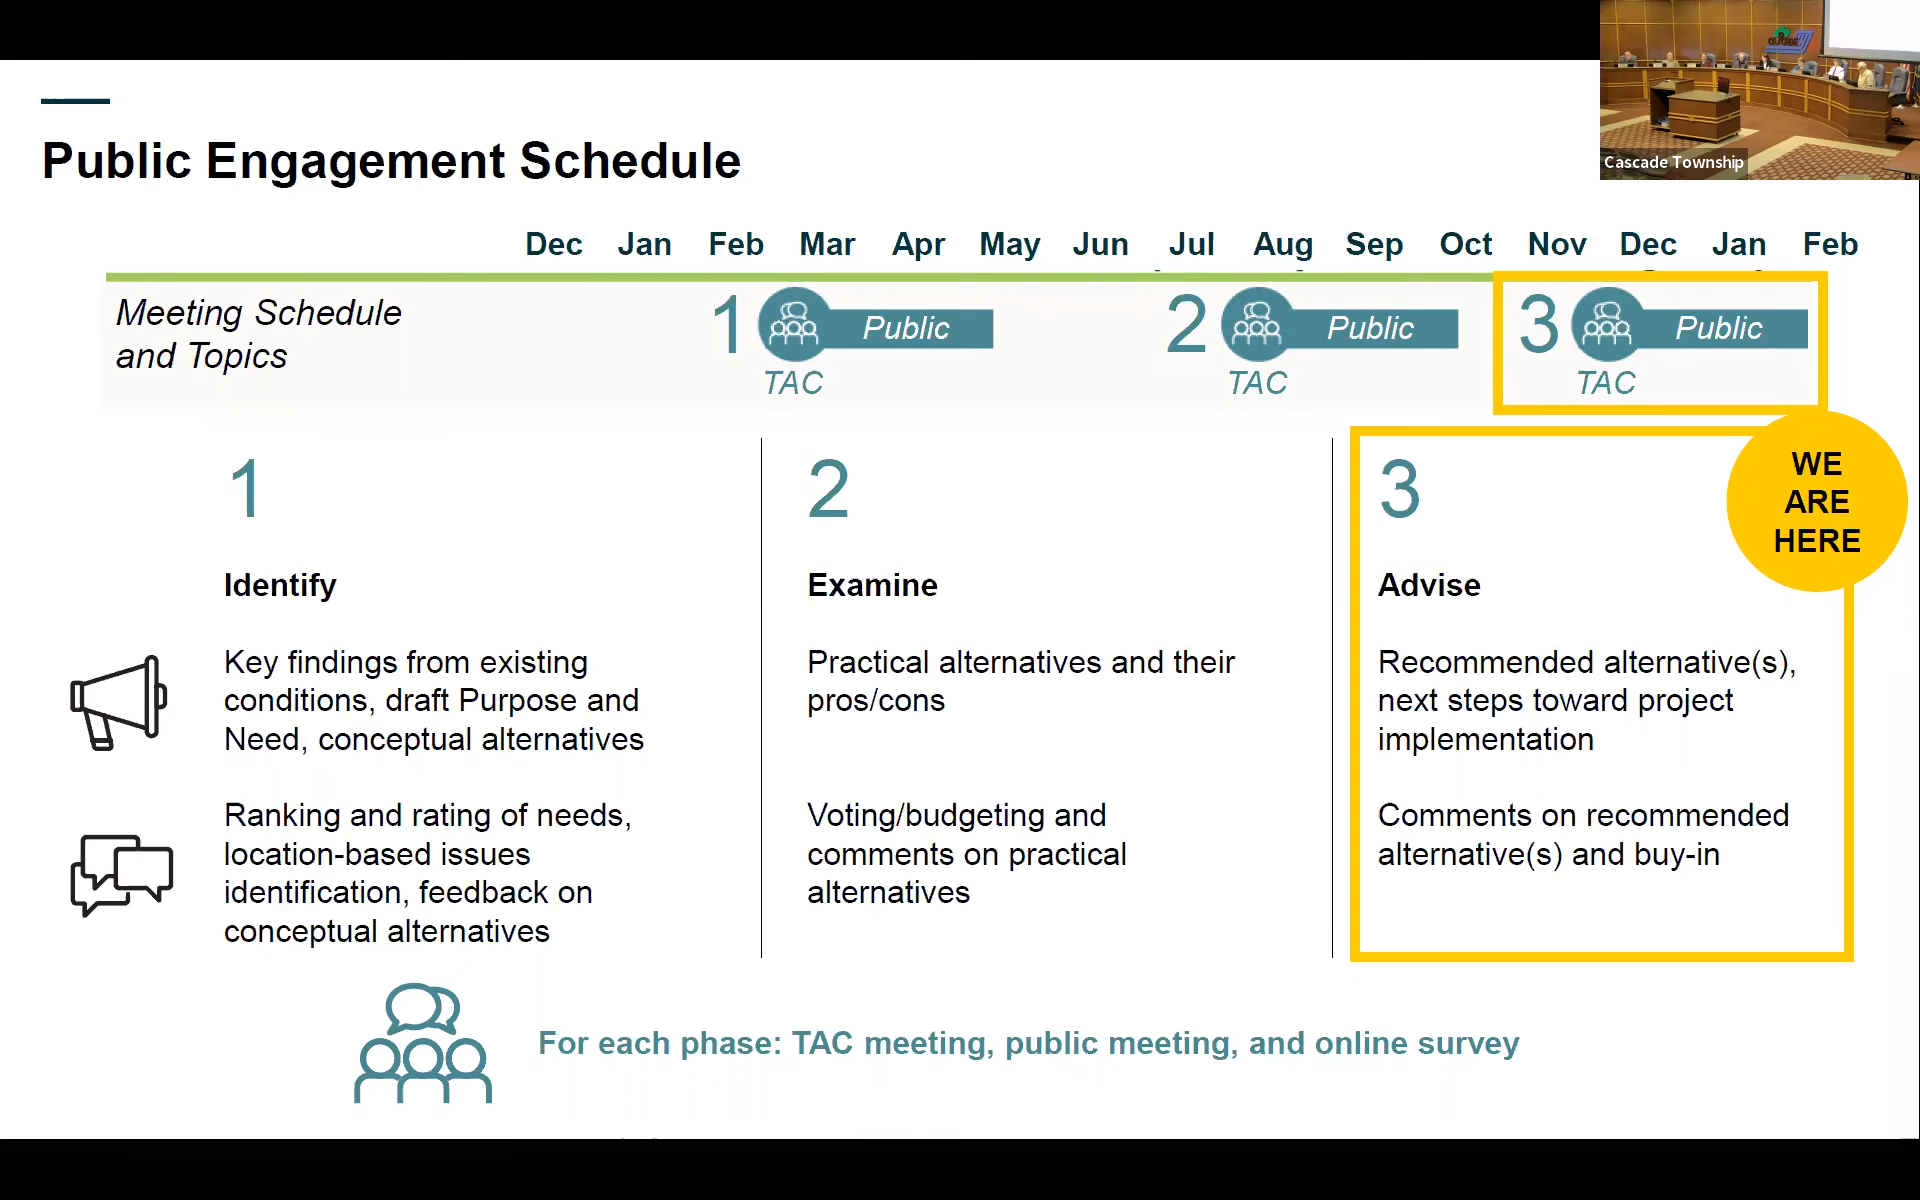 Cascade Township
Public Engagement Schedule
Dec Jan Feb Mar Apr May Jun Jul Aug Sep Oct Nov Dec Jan Feb
Meeting Schedule
and Topics
1 Public
TAC
2 Public
TAC
3 Public
TAC
WE
ARE
HERE
1
Identify
Key findings from existing
conditions, draft Purpose and
Need, conceptual alternatives
Ranking and rating of needs,
location-based issues
identification, feedback on
conceptual alternatives
2
Examine
Practical alternatives and their
pros/cons
Voting/budgeting and
comments on practical
alternatives
3
Advise
Recommended alternative(s),
next steps toward project
implementation
Comments on recommended
alternative(s) and buy-in
For each phase: TAC meeting, public meeting, and online survey